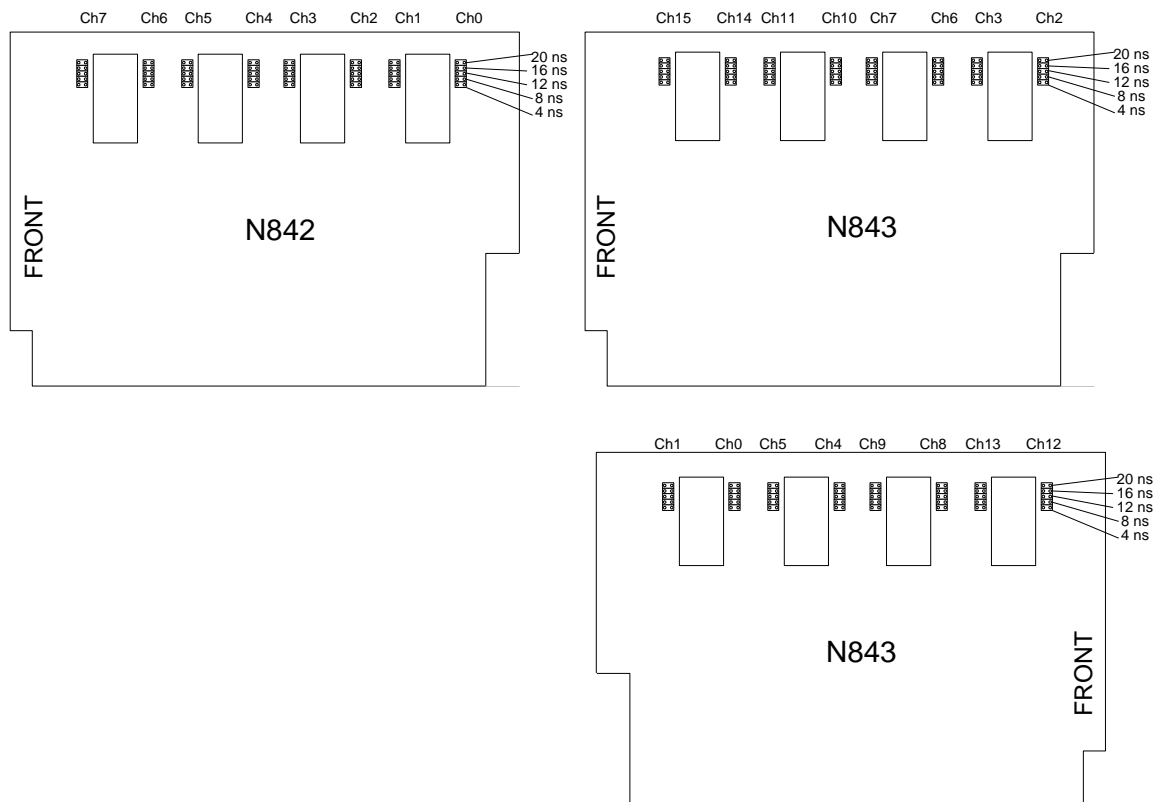 Ch7 Ch6 Ch5 Ch4 Ch3 Ch2 Ch1 Ch0
20 ns
16 ns
12 ns
8 ns
4 ns
FRONT
N842
Ch15 Ch14 Ch11 Ch10 Ch7 Ch6 Ch3 Ch2
20 ns
16 ns
12 ns
8 ns
4 ns
FRONT
N843
Ch1 Ch0 Ch5 Ch4 Ch9 Ch8 Ch13 Ch12
20 ns
16 ns
12 ns
8 ns
4 ns
N843
FRONT